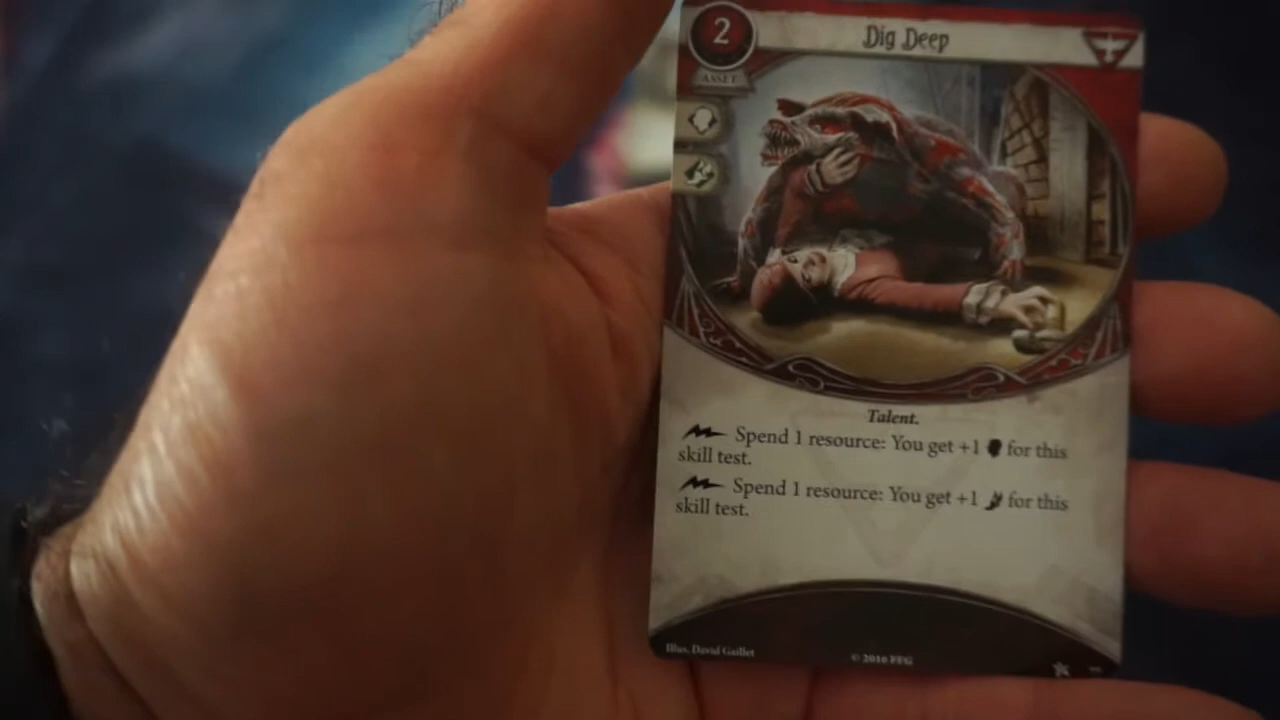 2
Dig Deep
ASSET
Talent.
Spend 1 resource: You get +1 for this
skill test.
Spend 1 resource: You get +1 for this
skill test.
Illus. David Gaillet
© 2016 FFG